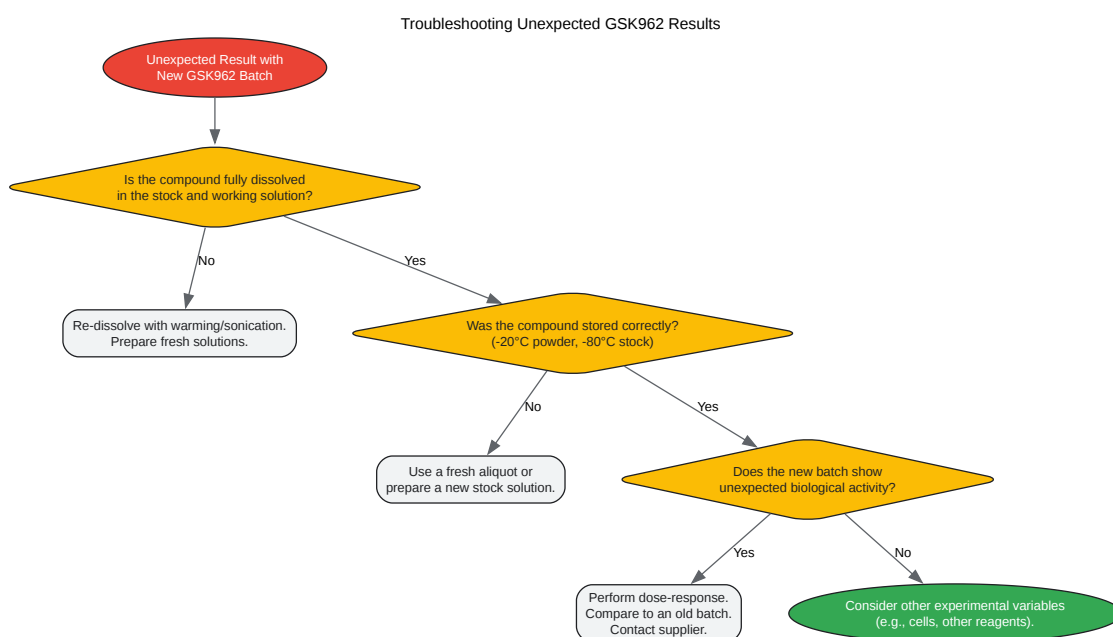 Troubleshooting Unexpected GSK962 Results
Unexpected Result with
New GSK962 Batch
Is the compound fully dissolved
in the stock and working solution?
No
Yes
Re-dissolve with warming/sonication.
Prepare fresh solutions.
Was the compound stored correctly?
(-20°C powder, -80°C stock)
No
Yes
Use a fresh aliquot or
prepare a new stock solution.
Does the new batch show
unexpected biological activity?
Yes
No
Perform dose-response.
Compare to an old batch.
Contact supplier.
Consider other experimental variables
(e.g., cells, other reagents).